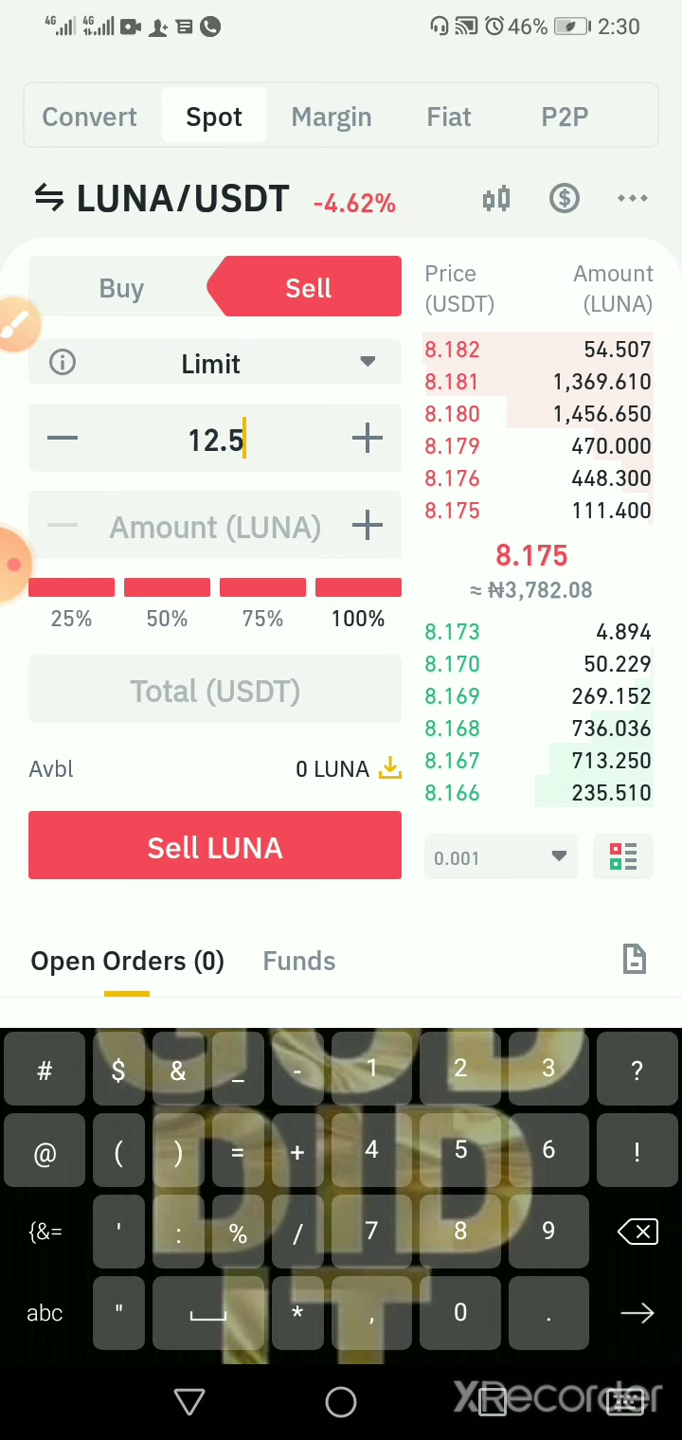 4G 4G 46% 2:30
Convert Spot Margin Fiat P2P
LUNA/USDT -4.62%
Buy Sell
Limit
12.5
Amount (LUNA)
25% 50% 75% 100%
Total (USDT)
Avbl 0 LUNA
Sell LUNA
Price Amount
(USDT) (LUNA)
8.182 54.507
8.181 1,369.610
8.180 1,456.650
8.179 470.000
8.176 448.300
8.175 111.400
8.175
≈ ₦3,782.08
8.173 4.894
8.170 50.229
8.169 269.152
8.168 736.036
8.167 713.250
8.166 235.510
0.001
Open Orders (0) Funds
GOD
DID
IT
# $ & _ - 1 2 3 ?
@ ( ) = + 4 5 6 !
{&= ' : % / 7 8 9
abc " * , 0 .
XRecorder